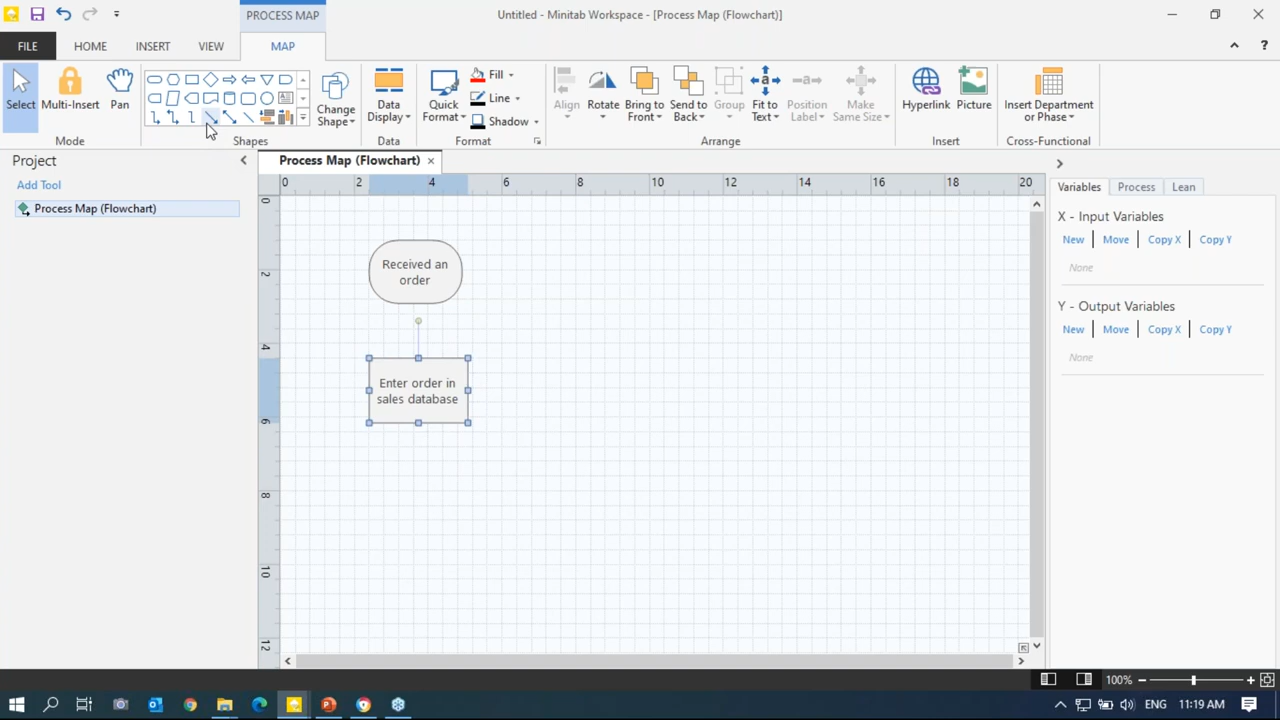 PROCESS MAP
Untitled - Minitab Workspace - [Process Map (Flowchart)]
FILE
HOME
INSERT
VIEW
MAP
?
Select
Multi-Insert
Pan
Change
Shape
Data
Display
Quick
Format
Fill
Line
Shadow
Align
Rotate
Bring to
Front
Send to
Back
Group
Fit to
Text
Position
Label
Make
Same Size
Hyperlink
Picture
Insert Department
or Phase
Mode
Shapes
Data
Format
Arrange
Insert
Cross-Functional
Project
Add Tool
Process Map (Flowchart)
Process Map (Flowchart)
0 2 4 6 8 10 12 14 16 18 20
0
2
4
6
8
10
12
Received an
order
Enter order in
sales database
Variables
Process
Lean
X - Input Variables
New
Move
Copy X
Copy Y
None
Y - Output Variables
New
Move
Copy X
Copy Y
None
100%
ENG
11:19 AM